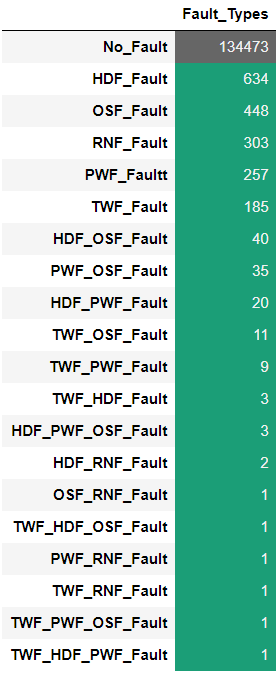 Fault_Types
No_Fault 134473
HDF_Fault 634
OSF_Fault 448
RNF_Fault 303
PWF_Faultt 257
TWF_Fault 185
HDF_OSF_Fault 40
PWF_OSF_Fault 35
HDF_PWF_Fault 20
TWF_OSF_Fault 11
TWF_PWF_Fault 9
TWF_HDF_Fault 3
HDF_PWF_OSF_Fault 3
HDF_RNF_Fault 2
OSF_RNF_Fault 1
TWF_HDF_OSF_Fault 1
PWF_RNF_Fault 1
TWF_RNF_Fault 1
TWF_PWF_OSF_Fault 1
TWF_HDF_PWF_Fault 1